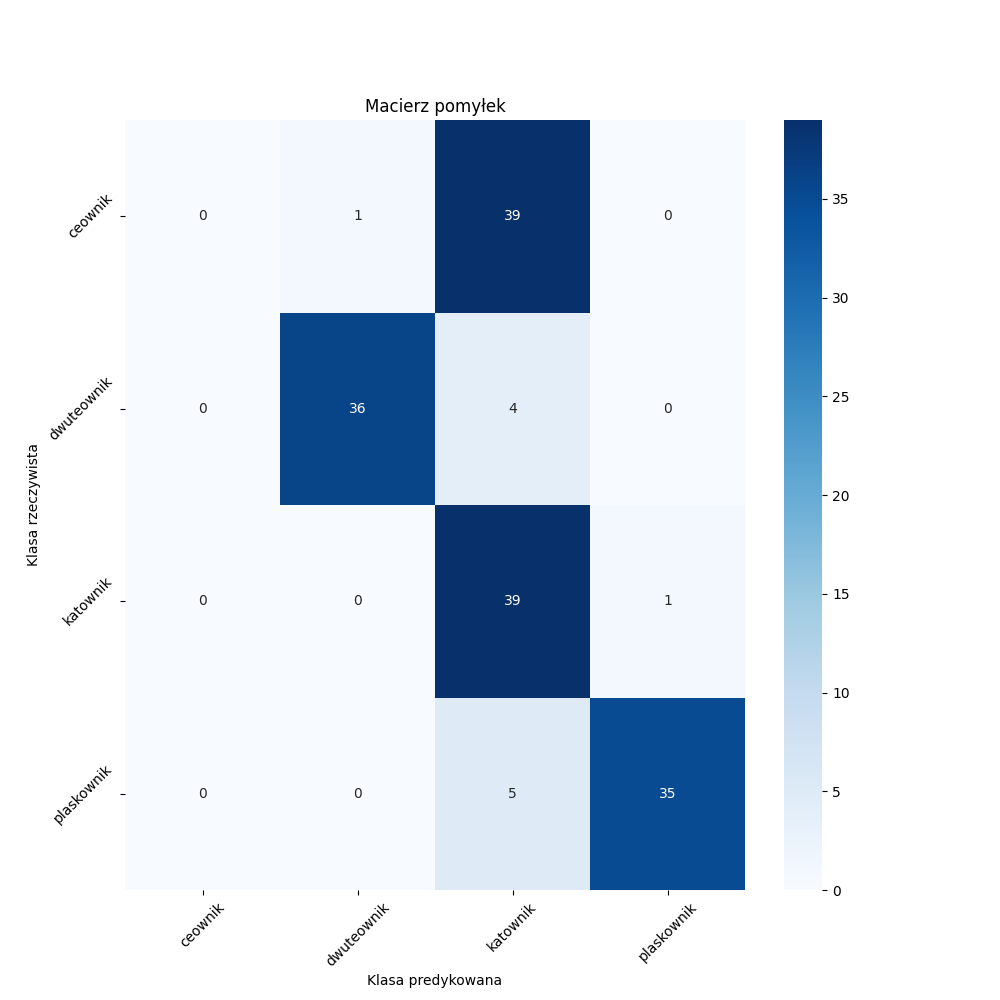 Macierz pomyłek
ceownik
0 1 39 0
dwuteownik
0 36 4 0
katownik
0 0 39 1
plaskownik
0 0 5 35
Klasa rzeczywista
ceownik dwuteownik katownik plaskownik
Klasa predykowana
35
30
25
20
15
10
5
0